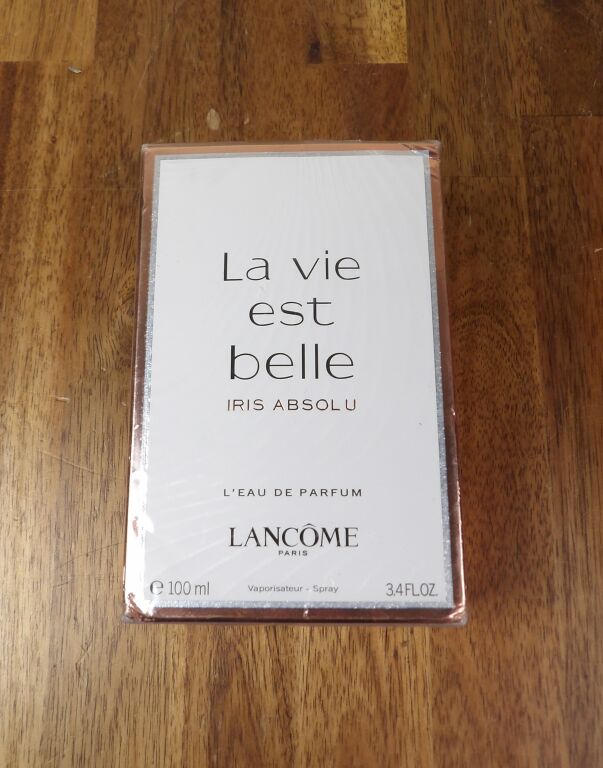 La vie
est
belle
IRIS ABSOLU
L'EAU DE PARFUM
LANCÔME
PARIS
℮ 100 ml Vaporisateur - Spray 3,4 FL.OZ.